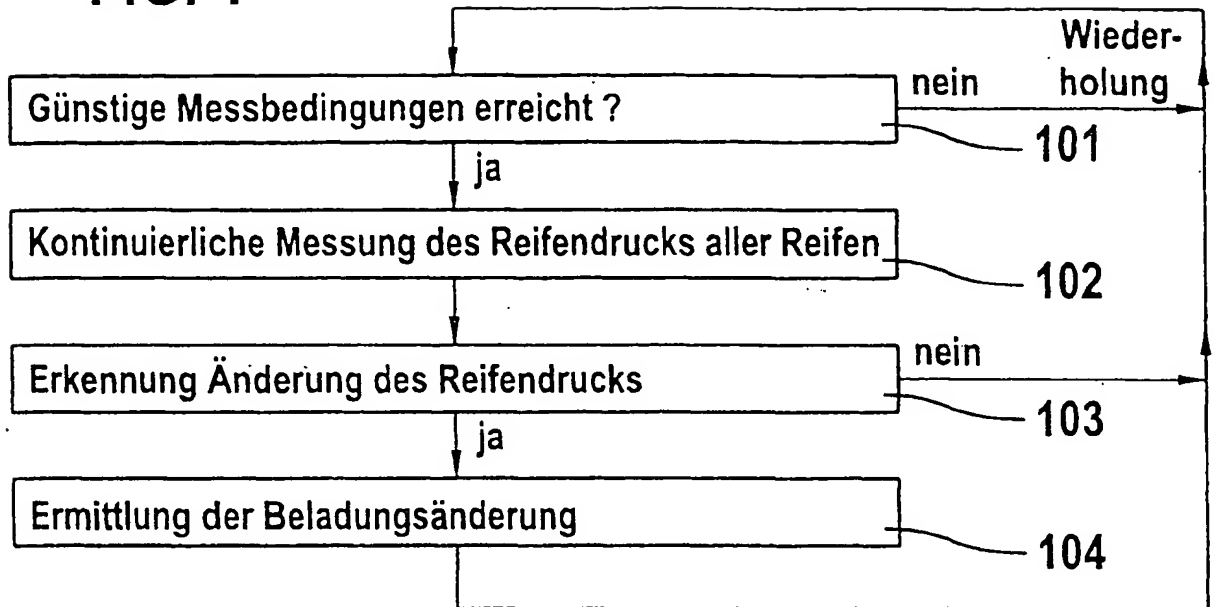 Wieder-
holung
Günstige Messbedingungen erreicht ?
nein
101
ja
Kontinuierliche Messung des Reifendrucks aller Reifen
102
Erkennung Änderung des Reifendrucks
nein
103
ja
Ermittlung der Beladungsänderung
104